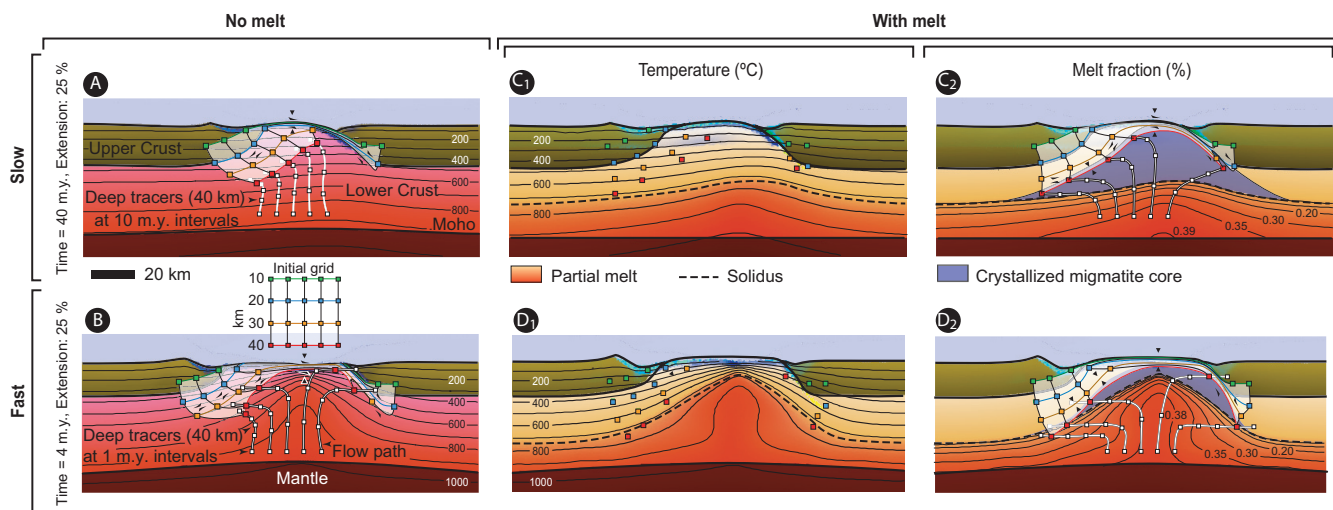 No melt
With melt
Temperature (ºC)
Melt fraction (%)
Slow
Time = 40 m.y., Extension: 25 %
A
200
Upper Crust
400
600
Lower Crust
Deep tracers (40 km)
at 10 m.y. intervals
800
Moho
C1
200
400
600
800
C2
0.20
0.30
0.35
0.39
20 km
Initial grid
10
20
30
40
km
Partial melt
Solidus
Crystallized migmatite core
Fast
Time = 4 m.y., Extension: 25 %
B
200
400
600
Deep tracers (40 km)
at 1 m.y. intervals
800
Flow path
Mantle
1000
D1
200
400
600
800
1000
D2
0.38
0.35
0.30
0.20